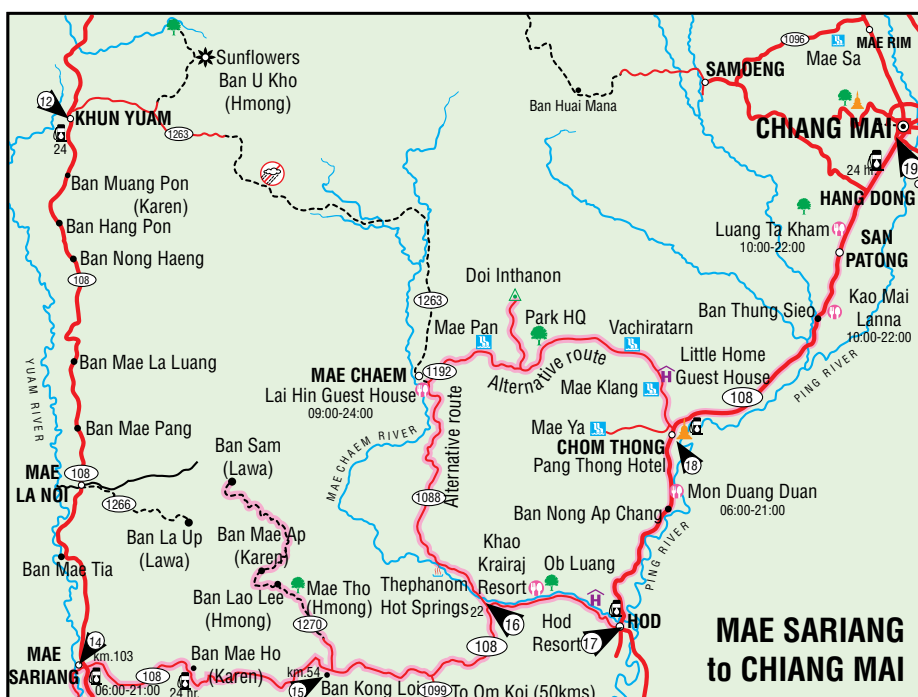 Sunflowers
Ban U Kho
(Hmong)
12
KHUN YUAM
24
1263
Ban Muang Pon
(Karen)
Ban Hang Pon
Ban Nong Haeng
108
Ban Mae La Luang
YUAM RIVER
Ban Mae Pang
MAE
LA NOI
108
1266
Ban La Up
(Lawa)
Ban Mae Tia
14
MAE
SARIANG
km.103
06:00-21:00
108
24 hr.
Ban Mae Ho
(Karen)
Ban Sam
(Lawa)
Ban Mae Ap
(Karen)
Ban Lao Lee
(Hmong)
Mae Tho
(Hmong)
1270
km.54
15
Ban Kong Loi
1099
To Om Koi (50kms)
108
1263
MAE CHAEM
1192
Lai Hin Guest House
09:00-24:00
MAECHAEM RIVER
Alternative route
1088
Thephanom
Hot Springs
22
16
Khao
Krairaj
Resort
Ob Luang
Hod
Resort
17
HOD
Doi Inthanon
Mae Pan
Park HQ
Alternative route
Vachiratarn
Mae Klang
Little Home
Guest House
Mae Ya
CHOM THONG
Pang Thong Hotel
18
Mon Duang Duan
06:00-21:00
Ban Nong Ap Chang
PING RIVER
108
PING RIVER
Ban Thung Sieo
Kao Mai
Lanna
10:00-22:00
SAN
PATONG
Luang Ta Kham
10:00-22:00
HANG DONG
24 hr.
19
CHIANG MAI
SAMOENG
Ban Huai Mana
1096
Mae Sa
MAE RIM
MAE SARIANG
to CHIANG MAI